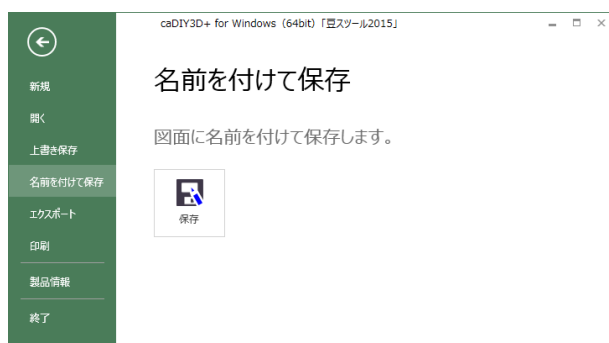 caDIY3D+ for Windows (64bit)「豆スツール2015」
新規
開く
上書き保存
名前を付けて保存
エクスポート
印刷
製品情報
終了
名前を付けて保存
図面に名前を付けて保存します。
保存